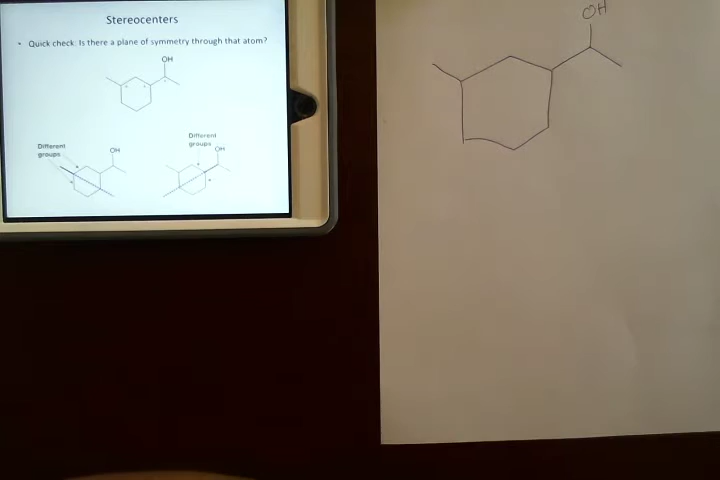 Stereocenters
• Quick check: Is there a plane of symmetry through that atom?
OH
Different
groups
OH
Different
groups
OH
OH